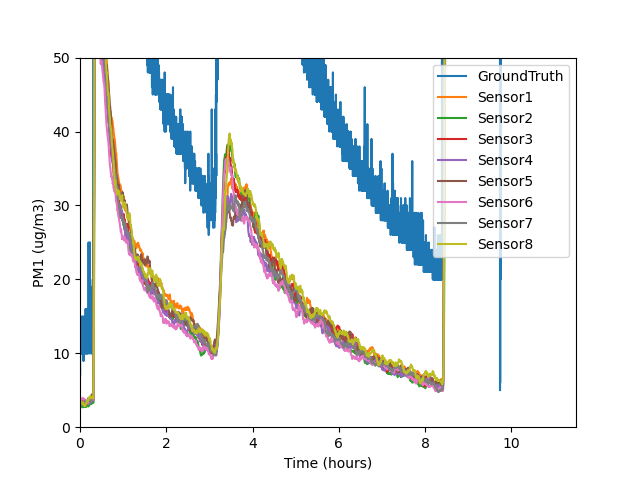 50
40
30
20
10
0
PM1 (ug/m3)
0 2 4 6 8 10
Time (hours)
GroundTruth
Sensor1
Sensor2
Sensor3
Sensor4
Sensor5
Sensor6
Sensor7
Sensor8